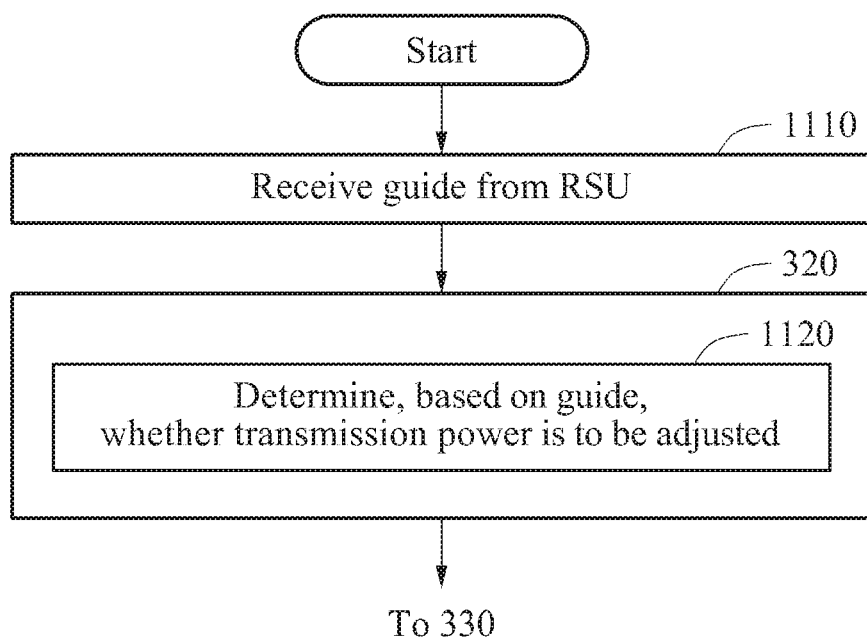 Start
1110
Receive guide from RSU
320
1120
Determine, based on guide,
whether transmission power is to be adjusted
To 330